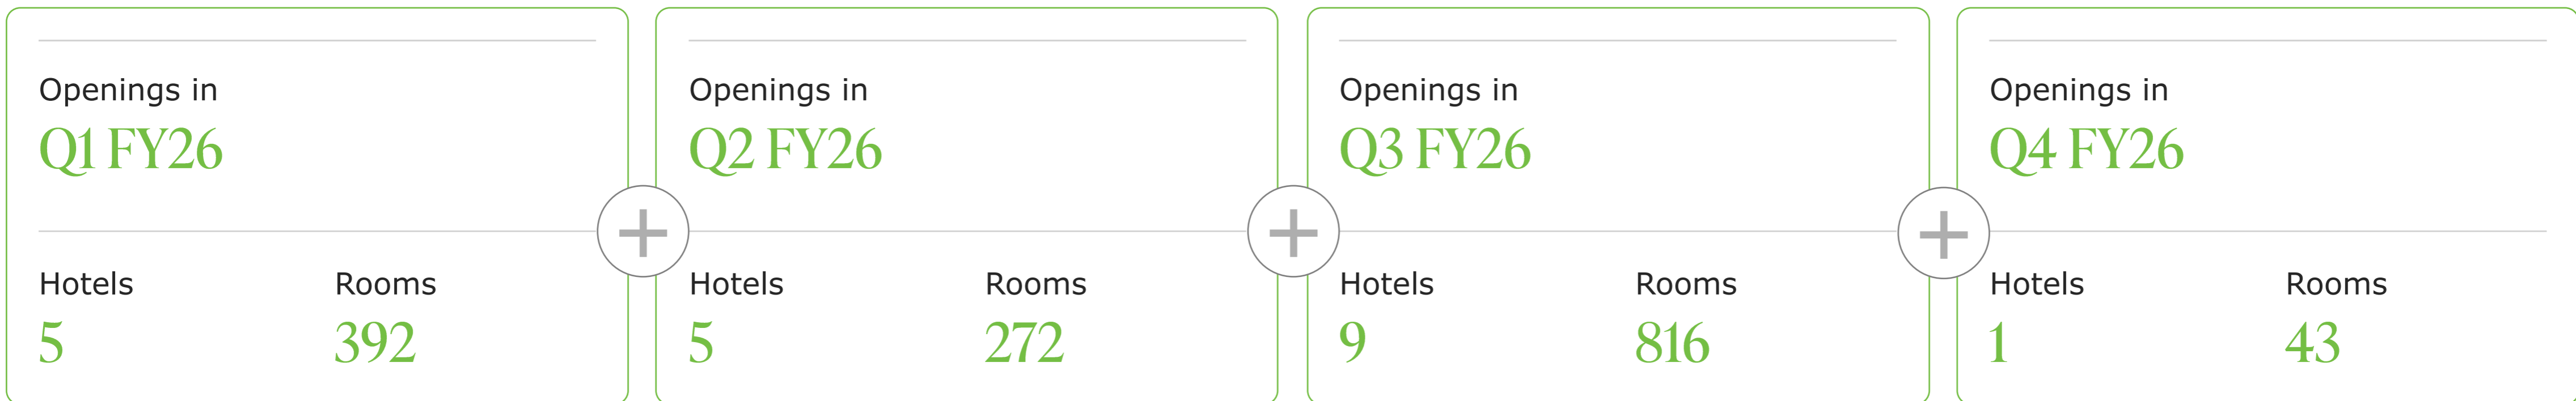 Openings in
Q1 FY26
Hotels Rooms
5 392
Openings in
Q2 FY26
Hotels Rooms
5 272
Openings in
Q3 FY26
Hotels Rooms
9 816
Openings in
Q4 FY26
Hotels Rooms
1 43